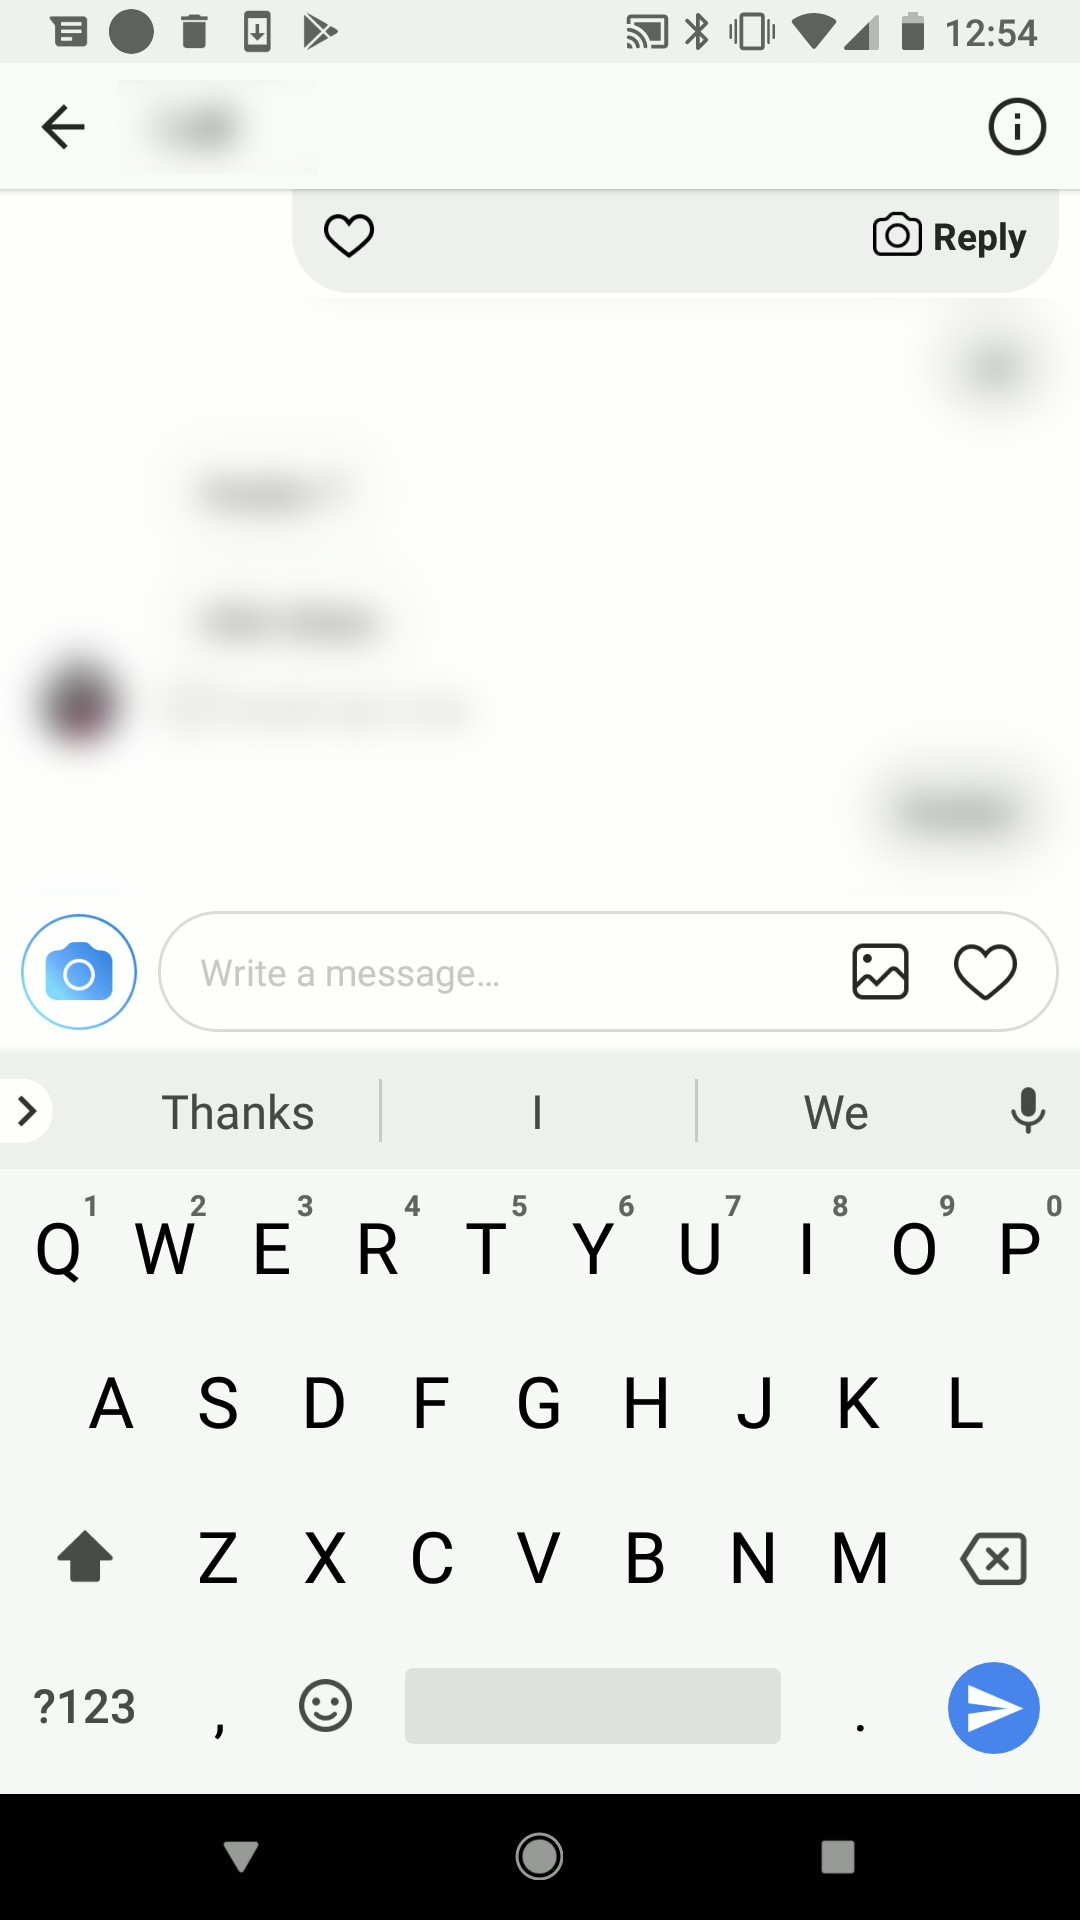 12:54
Reply
Write a message...
Thanks I We
1 2 3 4 5 6 7 8 9 0
Q W E R T Y U I O P
A S D F G H J K L
Z X C V B N M
?123 , .